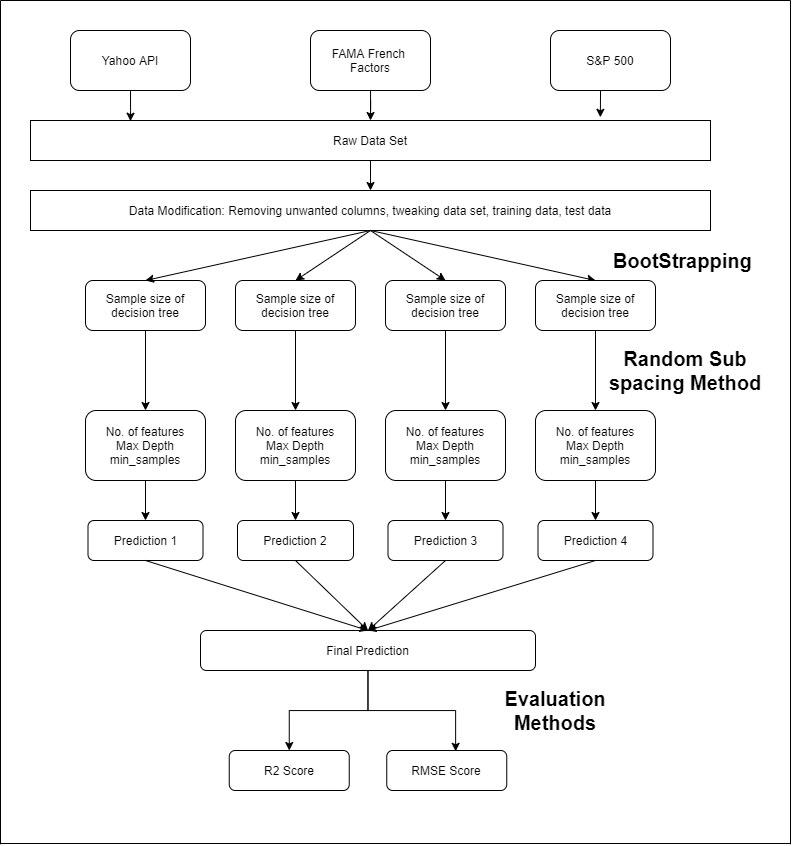 Yahoo API
FAMA French
Factors
S&P 500
Raw Data Set
Data Modification: Removing unwanted columns, tweaking data set, training data, test data
BootStrapping
Sample size of
decision tree
Sample size of
decision tree
Sample size of
decision tree
Sample size of
decision tree
Random Sub
spacing Method
No. of features
Max Depth
min_samples
No. of features
Max Depth
min_samples
No. of features
Max Depth
min_samples
No. of features
Max Depth
min_samples
Prediction 1
Prediction 2
Prediction 3
Prediction 4
Final Prediction
Evaluation
Methods
R2 Score
RMSE Score